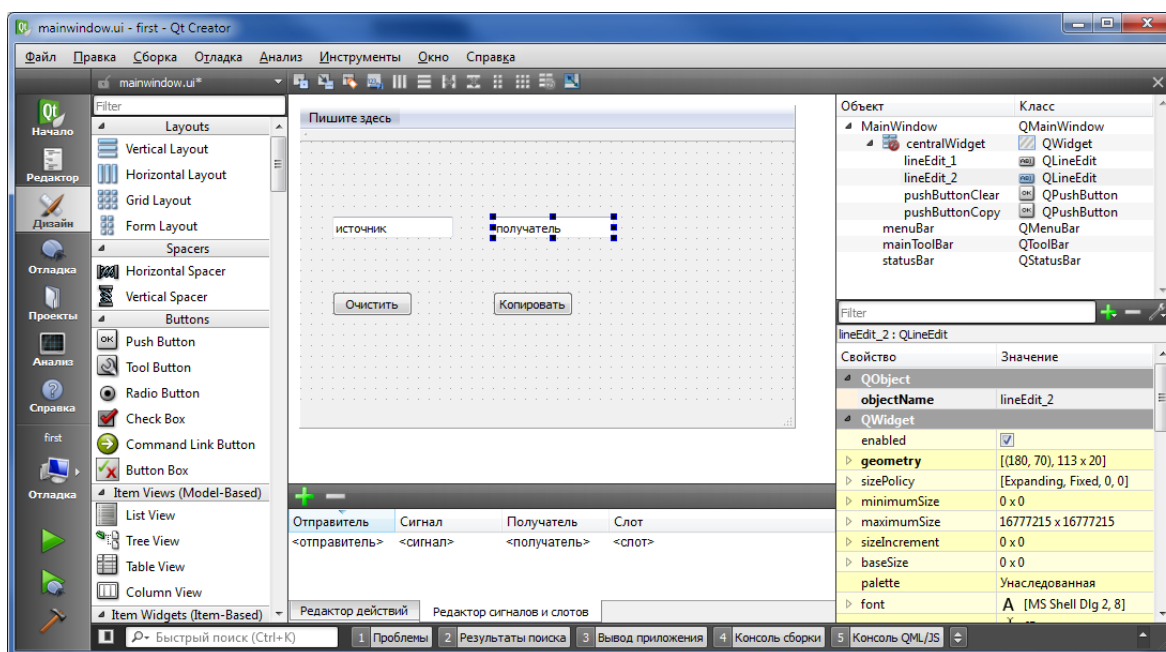 mainwindow.ui - first - Qt Creator
Файл Правка Сборка Отладка Анализ Инструменты Окно Справка
mainwindow.ui*
Qt
Начало
Редактор
Дизайн
Отладка
Проекты
Анализ
Справка
first
Отладка
Filter
Layouts
Vertical Layout
Horizontal Layout
Grid Layout
Form Layout
Spacers
Horizontal Spacer
Vertical Spacer
Buttons
OK Push Button
Tool Button
Radio Button
Check Box
Command Link Button
Button Box
Item Views (Model-Based)
List View
Tree View
Table View
Column View
Item Widgets (Item-Based)
Пишите здесь
источник
получатель
Очистить
Копировать
Отправитель Сигнал Получатель Слот
<отправитель> <сигнал> <получатель> <слот>
Редактор действий Редактор сигналов и слотов
Объект Класс
MainWindow QMainWindow
centralWidget QWidget
lineEdit_1 QLineEdit
lineEdit_2 QLineEdit
pushButtonClear OK QPushButton
pushButtonCopy OK QPushButton
menuBar QMenuBar
mainToolBar QToolBar
statusBar QStatusBar
Filter
lineEdit_2 : QLineEdit
Свойство Значение
QObject
objectName lineEdit_2
QWidget
enabled
geometry [(180, 70), 113 x 20]
sizePolicy [Expanding, Fixed, 0, 0]
minimumSize 0 x 0
maximumSize 16777215 x 16777215
sizeIncrement 0 x 0
baseSize 0 x 0
palette Унаследованная
font A [MS Shell Dlg 2, 8]
Быстрый поиск (Ctrl+K)
1 Проблемы 2 Результаты поиска 3 Вывод приложения 4 Консоль сборки 5 Консоль QML/JS